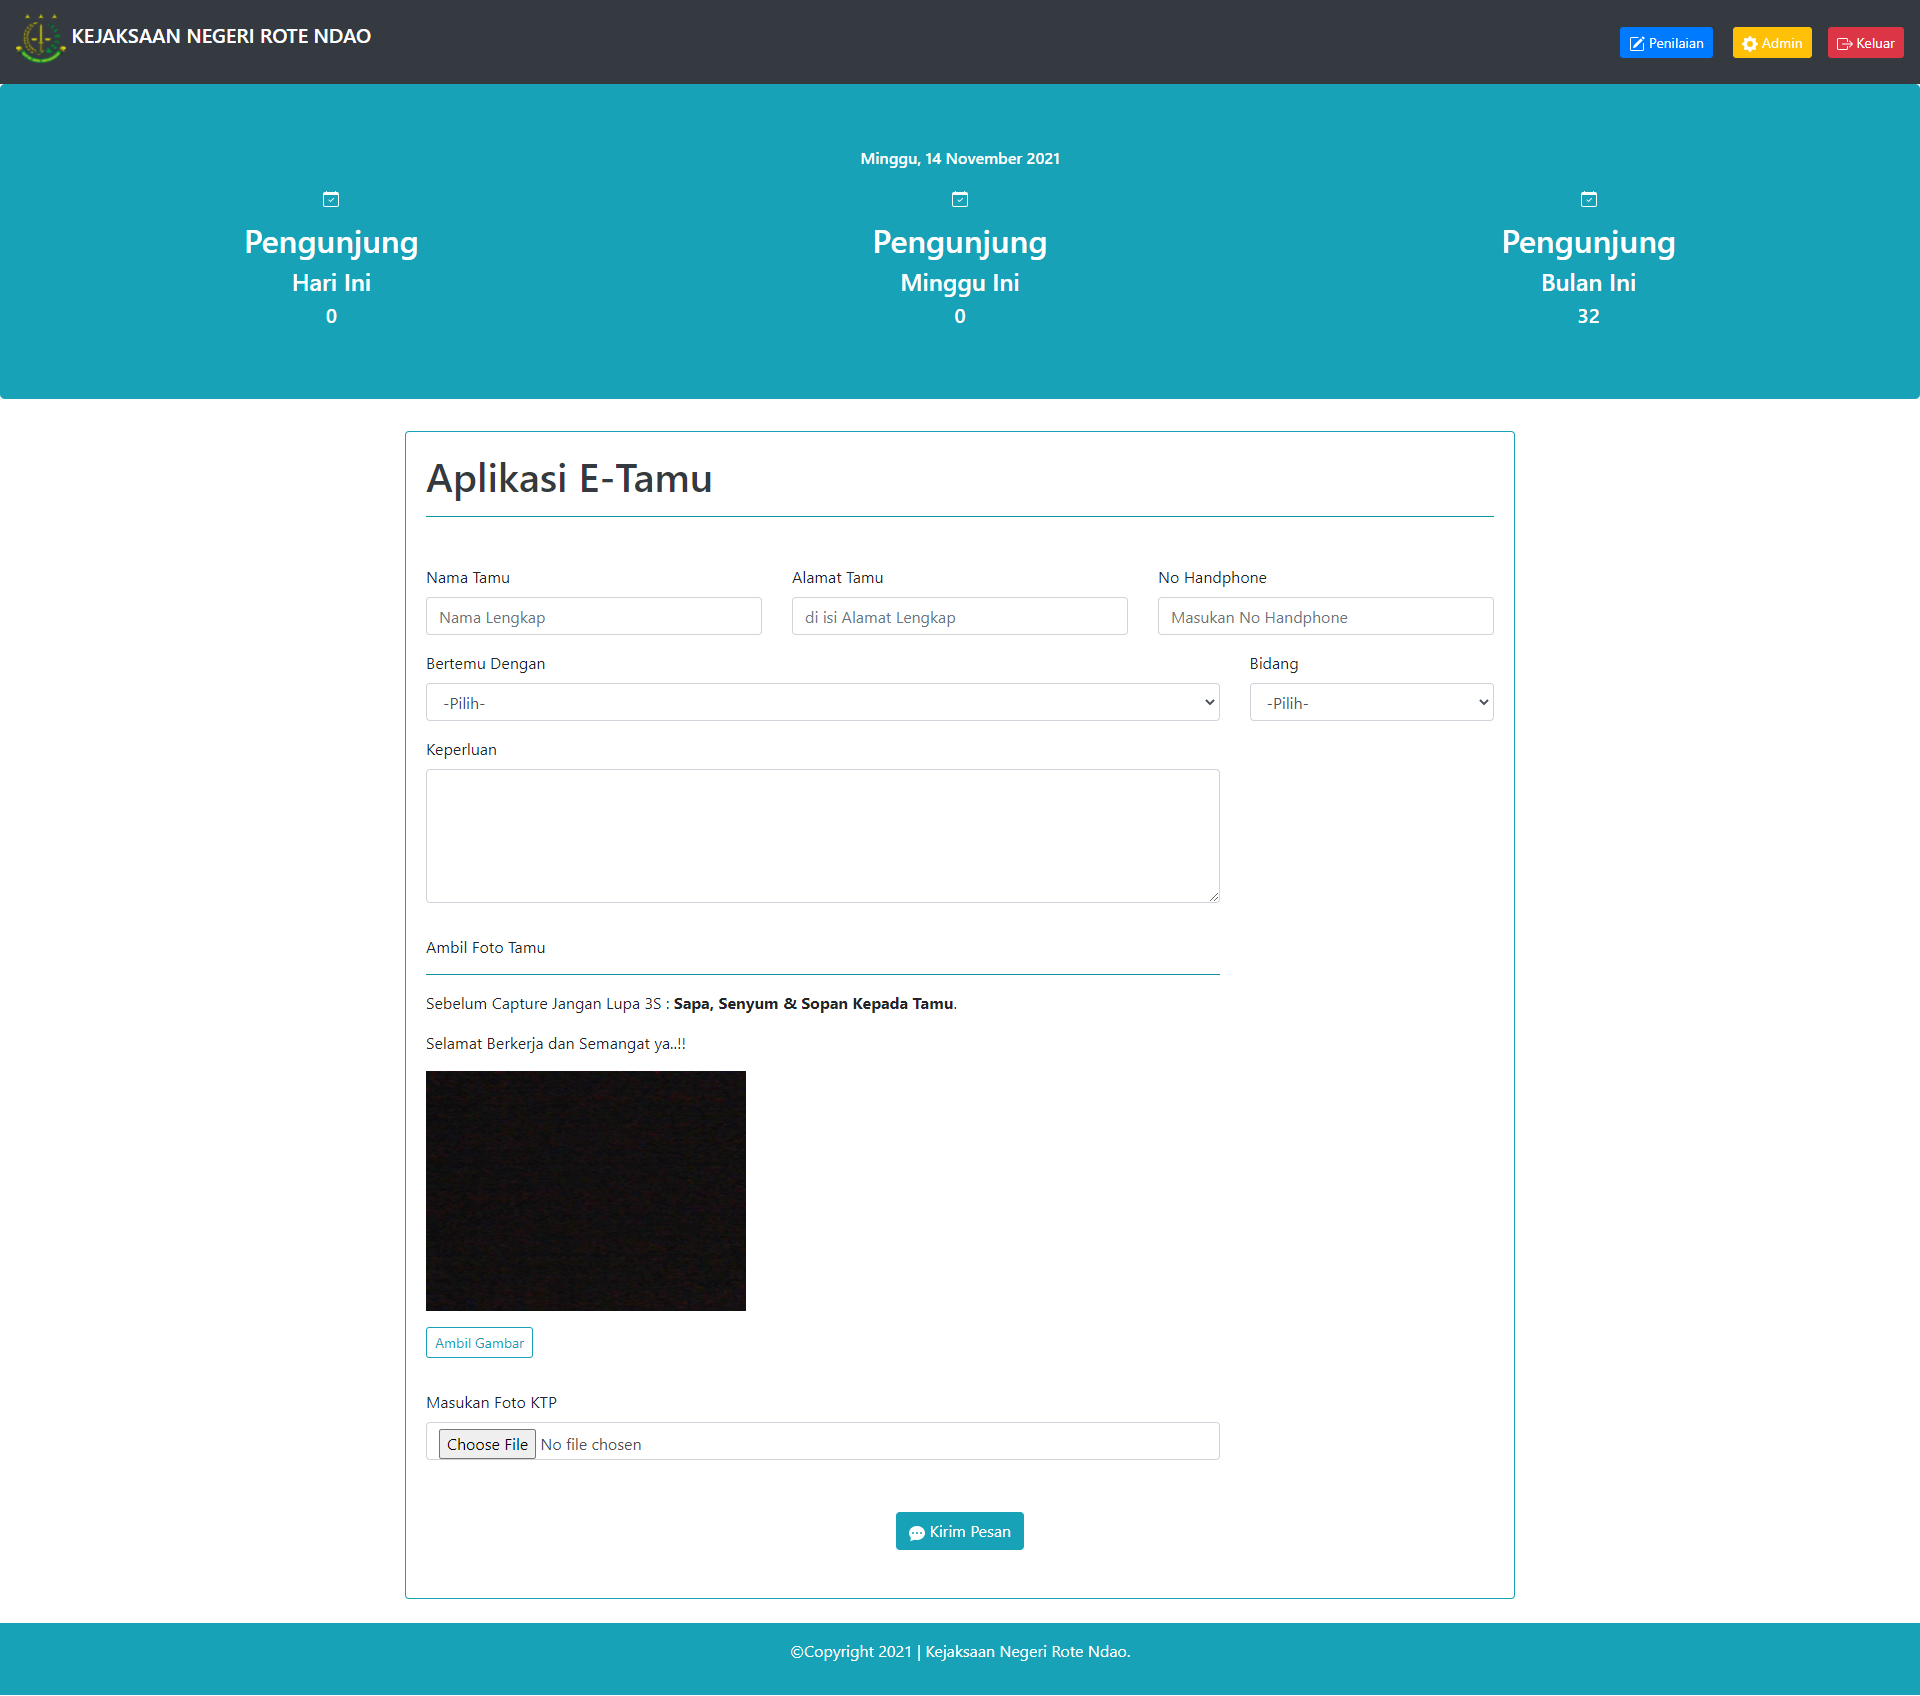 KEJAKSAAN NEGERI ROTE NDAO
Penilaian
Admin
Keluar
Minggu, 14 November 2021
Pengunjung
Hari Ini
0
Pengunjung
Minggu Ini
0
Pengunjung
Bulan Ini
32
Aplikasi E-Tamu
Nama Tamu
Nama Lengkap
Alamat Tamu
di isi Alamat Lengkap
No Handphone
Masukan No Handphone
Bertemu Dengan
-Pilih-
Bidang
-Pilih-
Keperluan
Ambil Foto Tamu
Sebelum Capture Jangan Lupa 3S : Sapa, Senyum & Sopan Kepada Tamu.
Selamat Berkerja dan Semangat ya..!!
Ambil Gambar
Masukan Foto KTP
Choose File No file chosen
Kirim Pesan
©Copyright 2021 | Kejaksaan Negeri Rote Ndao.